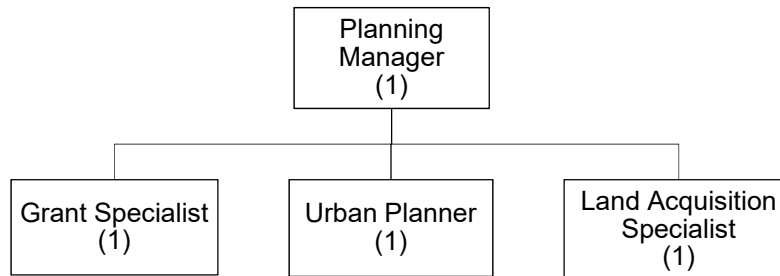 Planning
Manager
(1)
Grant Specialist
(1)
Urban Planner
(1)
Land Acquisition
Specialist
(1)